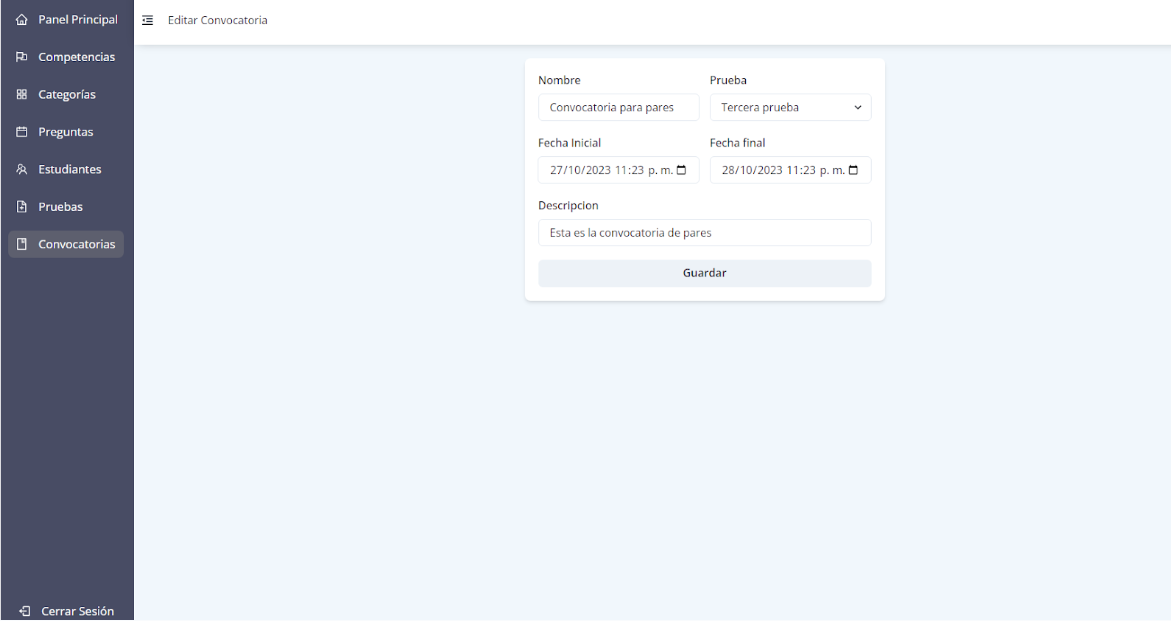 Panel Principal
Editar Convocatoria
Competencias
Categorías
Preguntas
Estudiantes
Pruebas
Convocatorias
Cerrar Sesión
Nombre
Prueba
Convocatoria para pares
Tercera prueba
Fecha Inicial
Fecha final
27/10/2023 11:23 p. m.
28/10/2023 11:23 p. m.
Descripcion
Esta es la convocatoria de pares
Guardar